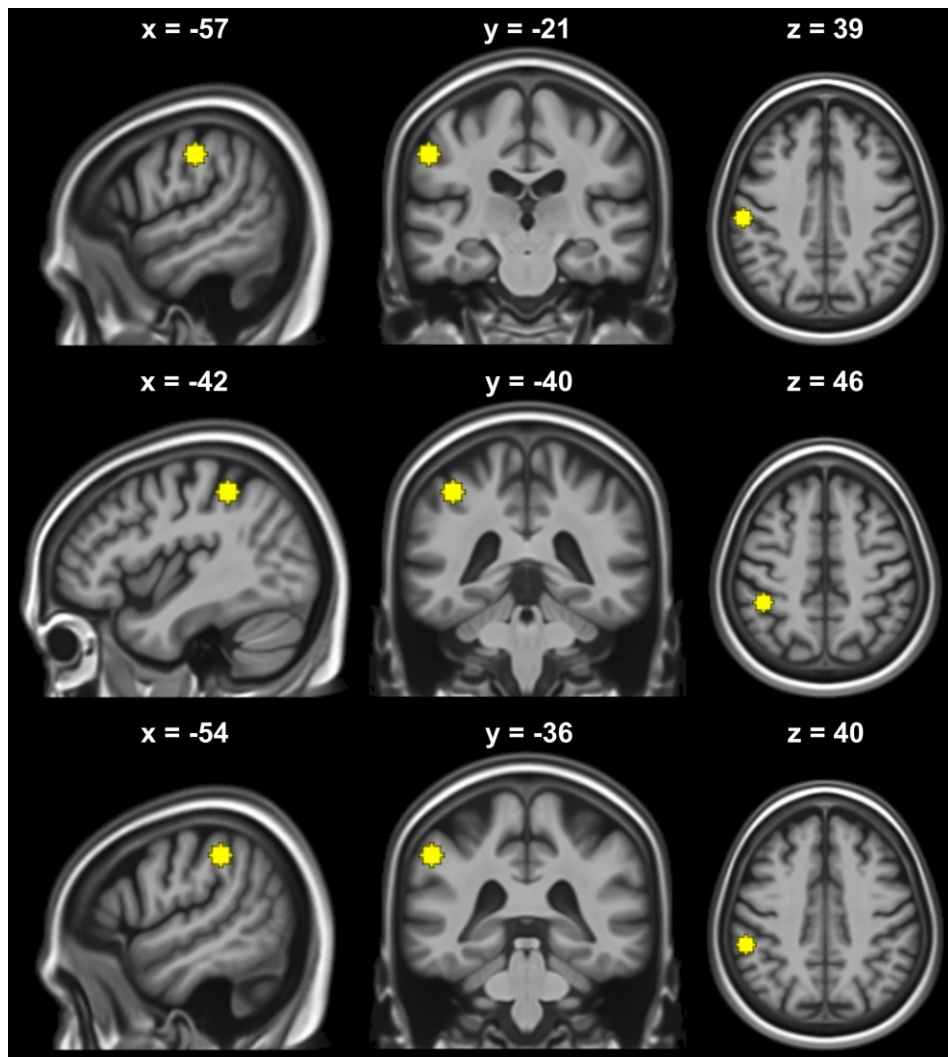 x = -57 y = -21 z = 39
x = -42 y = -40 z = 46
x = -54 y = -36 z = 40